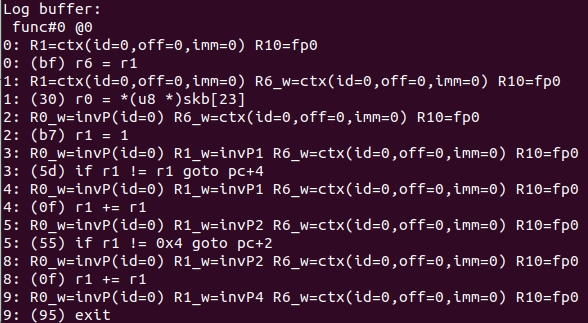 Log buffer:
func#0 @0
0: R1=ctx(id=0,off=0,imm=0) R10=fp0
0: (bf) r6 = r1
1: R1=ctx(id=0,off=0,imm=0) R6_w=ctx(id=0,off=0,imm=0) R10=fp0
1: (30) r0 = *(u8 *)skb[23]
2: R0_w=invP(id=0) R6_w=ctx(id=0,off=0,imm=0) R10=fp0
2: (b7) r1 = 1
3: R0_w=invP(id=0) R1_w=invP1 R6_w=ctx(id=0,off=0,imm=0) R10=fp0
3: (5d) if r1 != r1 goto pc+4
4: R0_w=invP(id=0) R1_w=invP1 R6_w=ctx(id=0,off=0,imm=0) R10=fp0
4: (0f) r1 += r1
5: R0_w=invP(id=0) R1_w=invP2 R6_w=ctx(id=0,off=0,imm=0) R10=fp0
5: (55) if r1 != 0x4 goto pc+2
8: R0_w=invP(id=0) R1_w=invP2 R6_w=ctx(id=0,off=0,imm=0) R10=fp0
8: (0f) r1 += r1
9: R0_w=invP(id=0) R1_w=invP4 R6_w=ctx(id=0,off=0,imm=0) R10=fp0
9: (95) exit